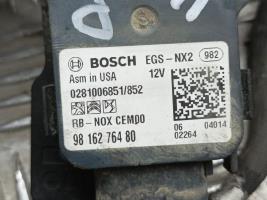 BOSCH EGS-NX2 982
Asm in USA 12V
0281006851/852
RB-NOX CEMD0
98 162 764 80
06 04014
02264